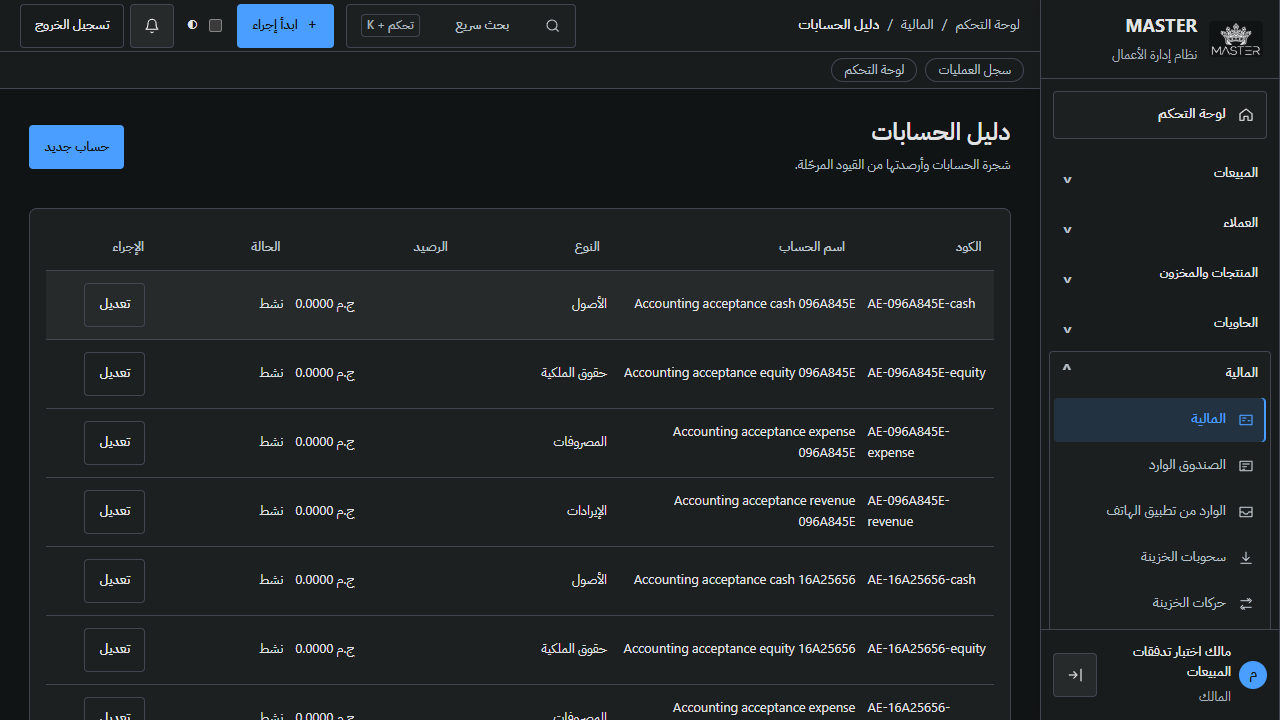 MASTER
MASTER
نظام إدارة الأعمال
لوحة التحكم
المبيعات
العملاء
المنتجات والمخزون
الحاويات
المالية
المالية
الصندوق الوارد
الوارد من تطبيق الهاتف
سحوبات الخزينة
حركات الخزينة
م
مالك اختبار تدفقات
المبيعات
المالك
لوحة التحكم / المالية / دليل الحسابات
بحث سريع تحكم + K
+ ابدأ إجراء
تسجيل الخروج
سجل العمليات
لوحة التحكم
دليل الحسابات
شجرة الحسابات وأرصدتها من القيود المرحّلة.
حساب جديد
الكود اسم الحساب النوع الرصيد الحالة الإجراء
AE-096A845E-cash Accounting acceptance cash 096A845E الأصول ج.م 0.0000 نشط تعديل
AE-096A845E-equity Accounting acceptance equity 096A845E حقوق الملكية ج.م 0.0000 نشط تعديل
AE-096A845E- Accounting acceptance expense المصروفات ج.م 0.0000 نشط تعديل
expense 096A845E
AE-096A845E- Accounting acceptance revenue الإيرادات ج.م 0.0000 نشط تعديل
revenue 096A845E
AE-16A25656-cash Accounting acceptance cash 16A25656 الأصول ج.م 0.0000 نشط تعديل
AE-16A25656-equity Accounting acceptance equity 16A25656 حقوق الملكية ج.م 0.0000 نشط تعديل
AE-16A25656- Accounting acceptance expense المصروفات ج.م 0.0000 نشط تعديل